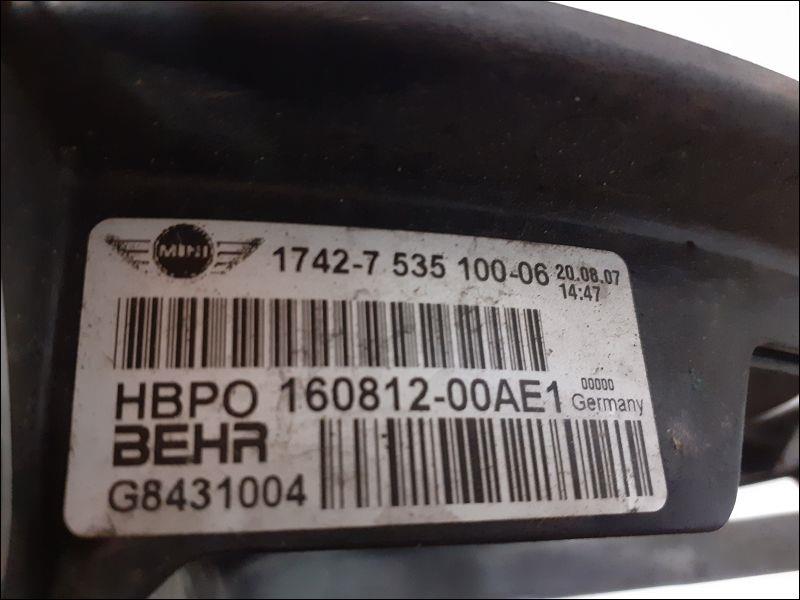 MINI 1742-7 535 100-06 20.08.07
14:47
HBPO 160812-00AE1 00000
Germany
BEHR
G8431004